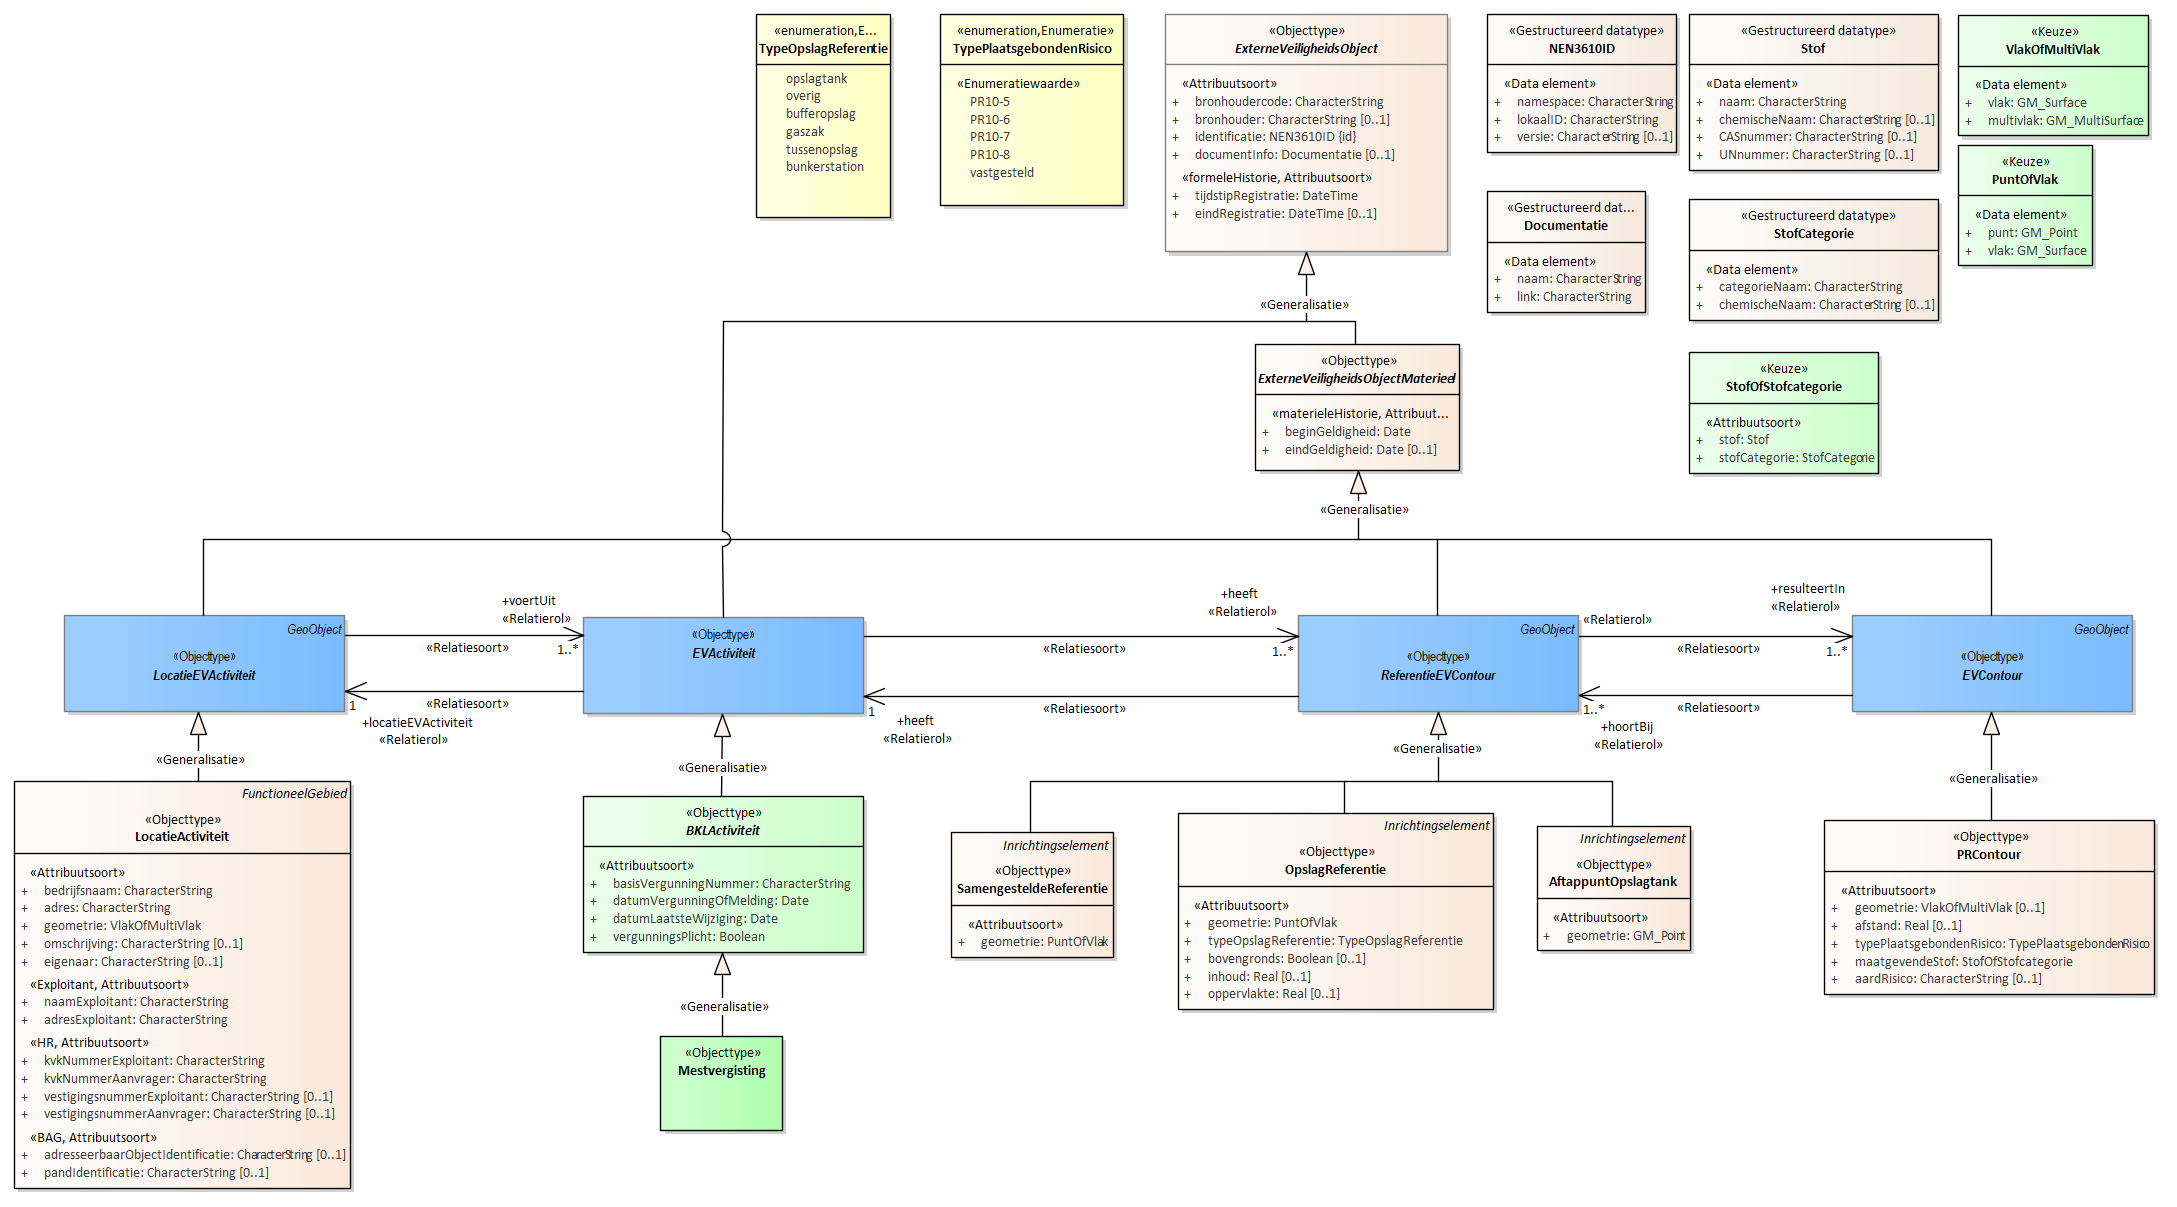 «enumeration,E...
TypeOpslagReferentie
opslagtank
overig
bufferopslag
gaszak
tussenopslag
bunkerstation
«enumeration,Enumeratie»
TypePlaatsgebondenRisico
«Enumeratiewaarde»
PR10-5
PR10-6
PR10-7
PR10-8
vastgesteld
«Objecttype»
ExterneVeiligheidsObject
«Attribuutsoort»
+ bronhoudercode: CharacterString
+ bronhouder: CharacterString [0..1]
+ identificatie: NEN3610ID {id}
+ documentInfo: Documentatie [0..1]
«formeleHistorie, Attribuutsoort»
+ tijdstipRegistratie: DateTime
+ eindRegistratie: DateTime [0..1]
«Gestructureerd datatype»
NEN3610ID
«Data element»
+ namespace: CharacterString
+ lokaalID: CharacterString
+ versie: CharacterString [0..1]
«Gestructureerd datatype»
Stof
«Data element»
+ naam: CharacterString
+ chemischeNaam: CharacterString [0..1]
+ CASnummer: CharacterString [0..1]
+ UNnummer: CharacterString [0..1]
«Keuze»
VlakOfMultiVlak
«Data element»
+ vlak: GM_Surface
+ multivlak: GM_MultiSurface
«Keuze»
PuntOfVlak
«Data element»
+ punt: GM_Point
+ vlak: GM_Surface
«Gestructureerd dat...
Documentatie
«Data element»
+ naam: CharacterString
+ link: CharacterString
«Gestructureerd datatype»
StofCategorie
«Data element»
+ categorieNaam: CharacterString
+ chemischeNaam: CharacterString [0..1]
«Generalisatie»
«Objecttype»
ExterneVeiligheidsObjectMaterieel
«materieleHistorie, Attribuut...
+ beginGeldigheid: Date
+ eindGeldigheid: Date [0..1]
«Keuze»
StofOfStofcategorie
«Attribuutsoort»
+ stof: Stof
+ stofCategorie: StofCategorie
«Generalisatie»
GeoObject
«Objecttype»
LocatieEVActiviteit
+voertUit
«Relatierol»
«Relatiesoort»
1..*
«Relatiesoort»
1
+locatieEVActiviteit
«Relatierol»
«Objecttype»
EVActiviteit
+heeft
«Relatierol»
«Relatiesoort»
1..*
1
+heeft
«Relatierol»
«Relatiesoort»
GeoObject
«Objecttype»
ReferentieEVContour
«Relatierol»
+resulteertIn
«Relatierol»
«Relatiesoort»
1..*
1..*
«Relatiesoort»
+hoortBij
«Relatierol»
GeoObject
«Objecttype»
EVContour
«Generalisatie»
«Generalisatie»
«Generalisatie»
«Generalisatie»
FunctioneelGebied
«Objecttype»
LocatieActiviteit
«Attribuutsoort»
+ bedrijfsnaam: CharacterString
+ adres: CharacterString
+ geometrie: VlakOfMultiVlak
+ omschrijving: CharacterString [0..1]
+ eigenaar: CharacterString [0..1]
«Exploitant, Attribuutsoort»
+ naamExploitant: CharacterString
+ adresExploitant: CharacterString
«HR, Attribuutsoort»
+ kvkNummerExploitant: CharacterString
+ kvkNummerAanvrager: CharacterString
+ vestigingsnummerExploitant: CharacterString [0..1]
+ vestigingsnummerAanvrager: CharacterString [0..1]
«BAG, Attribuutsoort»
+ adresseerbaarObjectIdentificatie: CharacterString [0..1]
+ pandIdentificatie: CharacterString [0..1]
«Objecttype»
BKLActiviteit
«Attribuutsoort»
+ basisVergunningNummer: CharacterString
+ datumVergunningOfMelding: Date
+ datumLaatsteWijziging: Date
+ vergunningsPlicht: Boolean
«Generalisatie»
«Objecttype»
Mestvergisting
Inrichtingselement
«Objecttype»
SamengesteldeReferentie
«Attribuutsoort»
+ geometrie: PuntOfVlak
Inrichtingselement
«Objecttype»
OpslagReferentie
«Attribuutsoort»
+ geometrie: PuntOfVlak
+ typeOpslagReferentie: TypeOpslagReferentie
+ bovengronds: Boolean [0..1]
+ inhoud: Real [0..1]
+ oppervlakte: Real [0..1]
Inrichtingselement
«Objecttype»
AftappuntOpslagtank
«Attribuutsoort»
+ geometrie: GM_Point
«Objecttype»
PRContour
«Attribuutsoort»
+ geometrie: VlakOfMultiVlak [0..1]
+ afstand: Real [0..1]
+ typePlaatsgebondenRisico: TypePlaatsgebondenRisico
+ maatgevendeStof: StofOfStofcategorie
+ aardRisico: CharacterString [0..1]